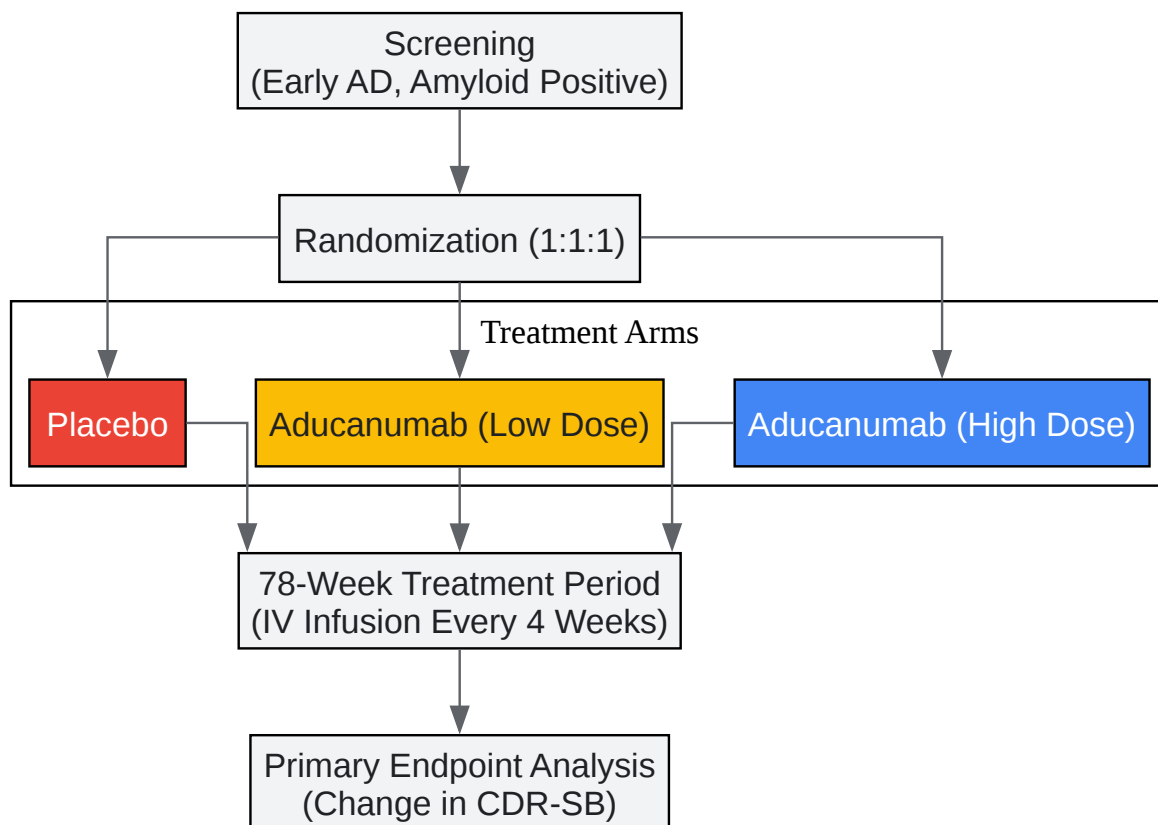 Screening
(Early AD, Amyloid Positive)
Randomization (1:1:1)
Treatment Arms
Placebo
Aducanumab (Low Dose)
Aducanumab (High Dose)
78-Week Treatment Period
(IV Infusion Every 4 Weeks)
Primary Endpoint Analysis
(Change in CDR-SB)